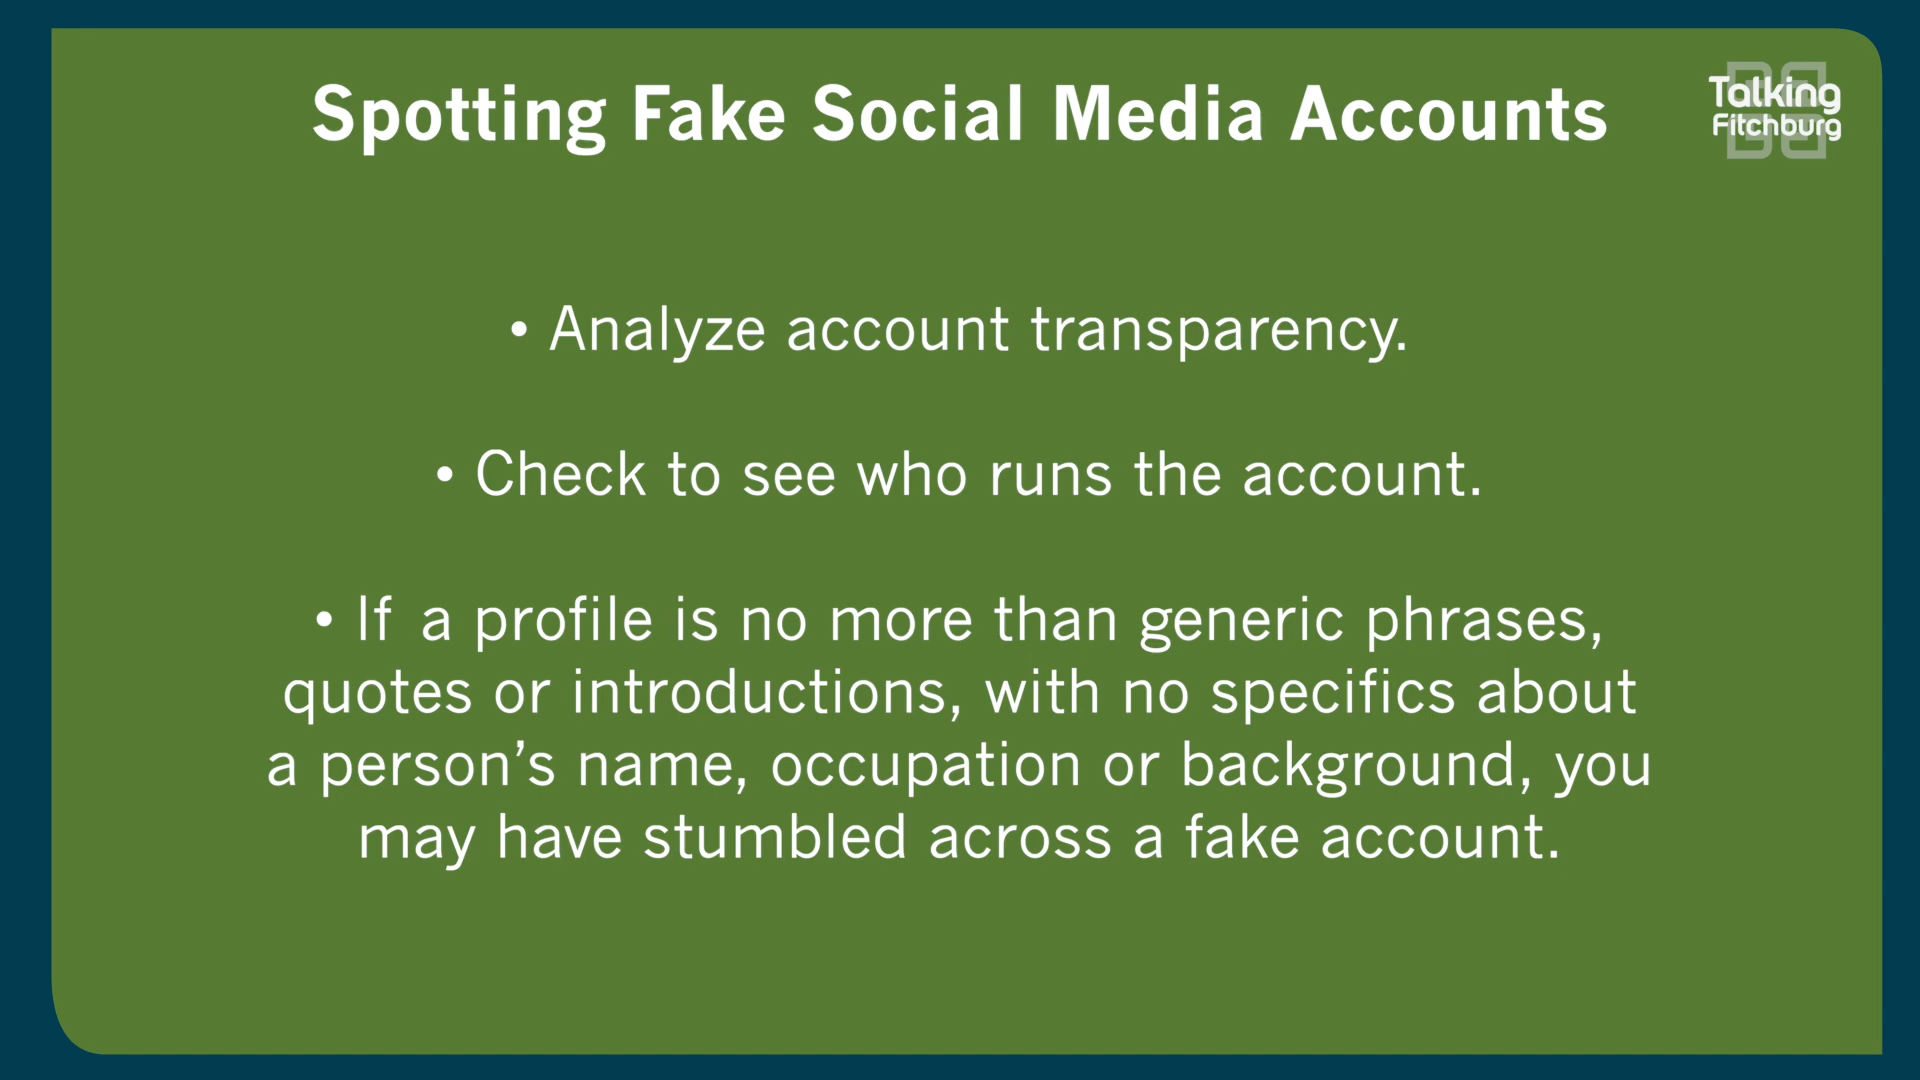 Spotting Fake Social Media Accounts
Talking
Fitchburg
• Analyze account transparency.
• Check to see who runs the account.
• If a profile is no more than generic phrases,
quotes or introductions, with no specifics about
a person’s name, occupation or background, you
may have stumbled across a fake account.